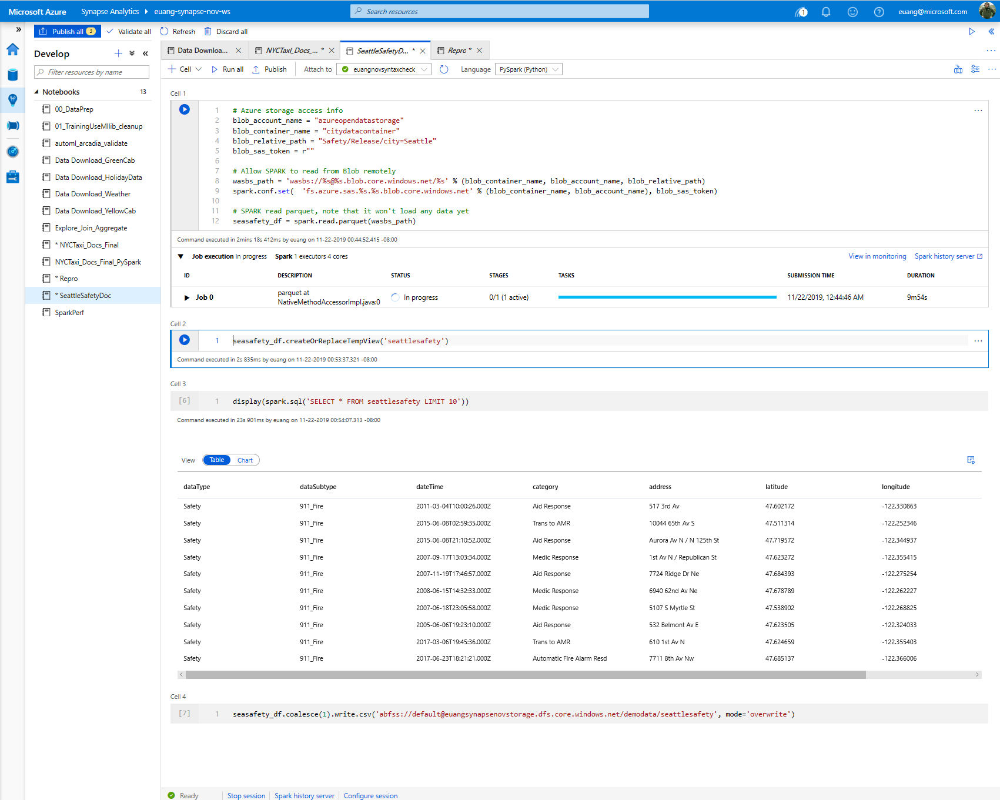 Microsoft Azure Synapse Analytics euang-synapse-nov-ws Search resources 1 euang@microsoft.com
Publish all 3 Validate all Refresh Discard all
Develop
Filter resources by name
Notebooks 13
00_DataPrep
01_TrainingUseMllib_cleanup
automl_arcadia_validate
Data Download_GreenCab
Data Download_HolidayData
Data Download_Weather
Data Download_YellowCab
Explore_Join_Aggregate
* NYCTaxi_Docs_Final
NYCTaxi_Docs_Final_PySpark
* Repro
* SeattleSafetyDoc
SparkPerf
Data Downloa... NYCTaxi_Docs_... * SeattleSafetyD... * Repro *
Cell Run all Publish Attach to euangnovsyntaxcheck Language PySpark (Python)
Cell 1
1 # Azure storage access info
2 blob_account_name = "azureopendatastorage"
3 blob_container_name = "citydatacontainer"
4 blob_relative_path = "Safety/Release/city=Seattle"
5 blob_sas_token = r""
6
7 # Allow SPARK to read from Blob remotely
8 wasbs_path = 'wasbs://%s@%s.blob.core.windows.net/%s' % (blob_container_name, blob_account_name, blob_relative_path)
9 spark.conf.set(  'fs.azure.sas.%s.%s.blob.core.windows.net' % (blob_container_name, blob_account_name), blob_sas_token)
10
11 # SPARK read parquet, note that it won't load any data yet
12 seasafety_df = spark.read.parquet(wasbs_path)
Command executed in 2mins 18s 412ms by euang on 11-22-2019 00:44:52.415 -08:00
Job execution In progress Spark 1 executors 4 cores View in monitoring Spark history server
ID DESCRIPTION STATUS STAGES TASKS SUBMISSION TIME DURATION
Job 0 parquet at NativeMethodAccessorImpl.java:0 In progress 0/1 (1 active) 11/22/2019, 12:44:46 AM 9m54s
Cell 2
1 seasafety_df.createOrReplaceTempView('seattlesafety')
Command executed in 2s 835ms by euang on 11-22-2019 00:53:37.321 -08:00
Cell 3
[6] 1 display(spark.sql('SELECT * FROM seattlesafety LIMIT 10'))
Command executed in 23s 901ms by euang on 11-22-2019 00:54:07.313 -08:00
View Table Chart
dataType dataSubtype dateTime category address latitude longitude
Safety 911_Fire 2011-03-04T10:00:26.000Z Aid Response 517 3rd Av 47.602172 -122.330863
Safety 911_Fire 2015-06-08T02:59:35.000Z Trans to AMR 10044 65th Av S 47.511314 -122.252346
Safety 911_Fire 2015-06-08T21:10:52.000Z Aid Response Aurora Av N / N 125th St 47.719572 -122.344937
Safety 911_Fire 2007-09-17T13:03:34.000Z Medic Response 1st Av N / Republican St 47.623272 -122.355415
Safety 911_Fire 2007-11-19T17:46:57.000Z Aid Response 7724 Ridge Dr Ne 47.684393 -122.275254
Safety 911_Fire 2008-06-15T14:32:33.000Z Medic Response 6940 62nd Av Ne 47.678789 -122.262227
Safety 911_Fire 2007-06-18T23:05:58.000Z Medic Response 5107 S Myrtle St 47.538902 -122.268825
Safety 911_Fire 2005-06-06T19:23:10.000Z Aid Response 532 Belmont Av E 47.623505 -122.324033
Safety 911_Fire 2017-03-06T19:45:36.000Z Trans to AMR 610 1st Av N 47.624659 -122.355403
Safety 911_Fire 2017-06-23T18:21:21.000Z Automatic Fire Alarm Resd 7711 8th Av Nw 47.685137 -122.366006
Cell 4
[7] 1 seasafety_df.coalesce(1).write.csv('abfss://default@euangsynapsenovstorage.dfs.core.windows.net/demodata/seattlesafety', mode='overwrite')
Ready Stop session Spark history server Configure session